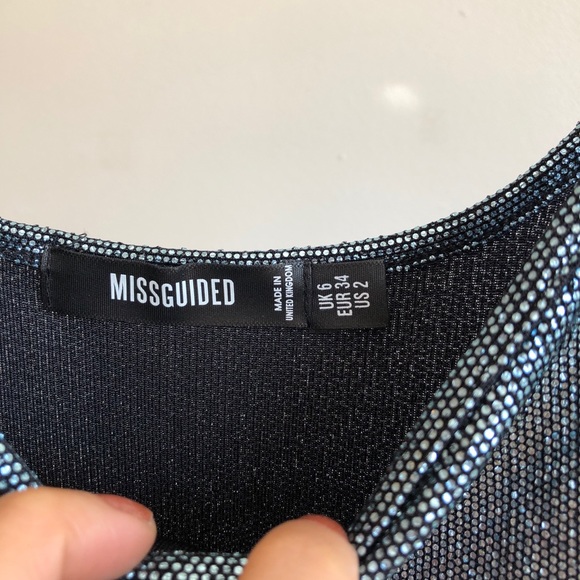 MISSGUIDED
MADE IN
UNITED KINGDOM
UK 6
EUR 34
US 2